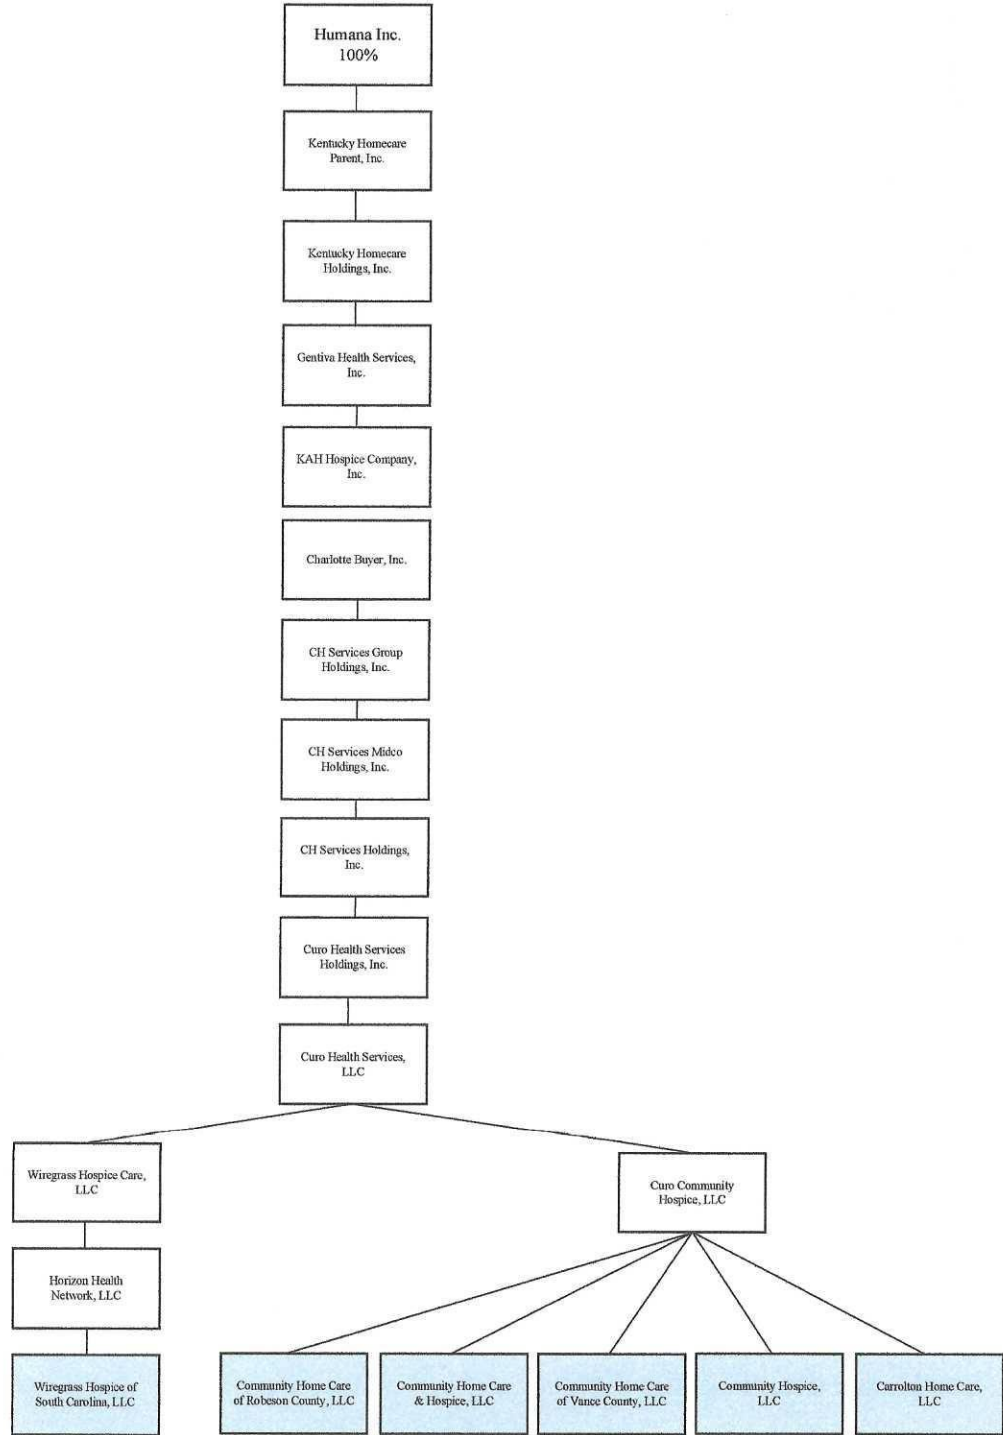 Humana Inc.
100%
Kentucky Homecare
Parent, Inc.
Kentucky Homecare
Holdings, Inc.
Gentiva Health Services,
Inc.
KAH Hospice Company,
Inc.
Charlotte Buyer, Inc.
CH Services Group
Holdings, Inc.
CH Services Midco
Holdings, Inc.
CH Services Holdings,
Inc.
Curo Health Services
Holdings, Inc.
Curo Health Services,
LLC
Wiregrass Hospice Care,
LLC
Curo Community
Hospice, LLC
Horizon Health
Network, LLC
Wiregrass Hospice of
South Carolina, LLC
Community Home Care
of Robeson County, LLC
Community Home Care
& Hospice, LLC
Community Home Care
of Vance County, LLC
Community Hospice,
LLC
Carrolton Home Care,
LLC